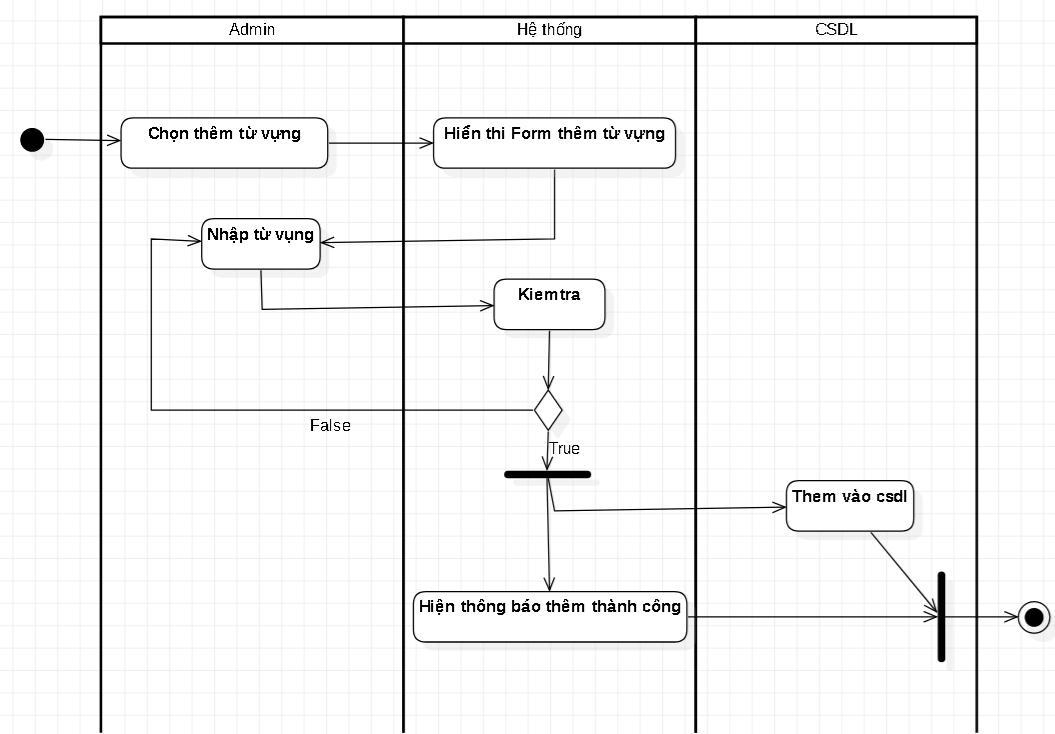 Admin
Hệ thống
CSDL
Chọn thêm từ vựng
Hiển thi Form thêm từ vựng
Nhập từ vụng
Kiemtra
False
True
Them vào csdl
Hiện thông báo thêm thành công